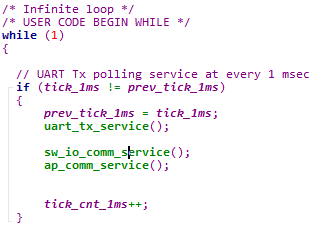 /* Infinite loop */
/* USER CODE BEGIN WHILE */
while (1)
{
// UART Tx polling service at every 1 msec
if (tick_1ms != prev_tick_1ms)
{
prev_tick_1ms = tick_1ms;
uart_tx_service();
sw_io_comm_service();
ap_comm_service();
tick_cnt_1ms++;
}